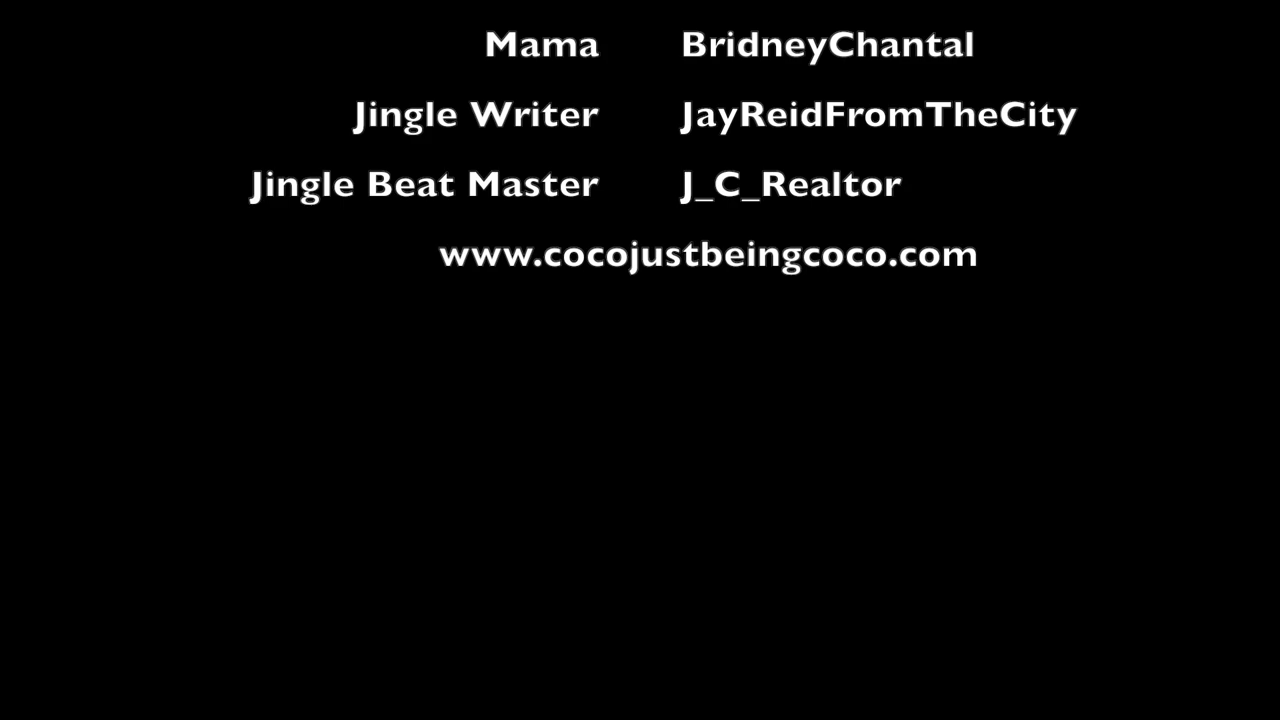 Mama BridneyChantal
Jingle Writer JayReidFromTheCity
Jingle Beat Master J_C_Realtor
www.cocojustbeingcoco.com